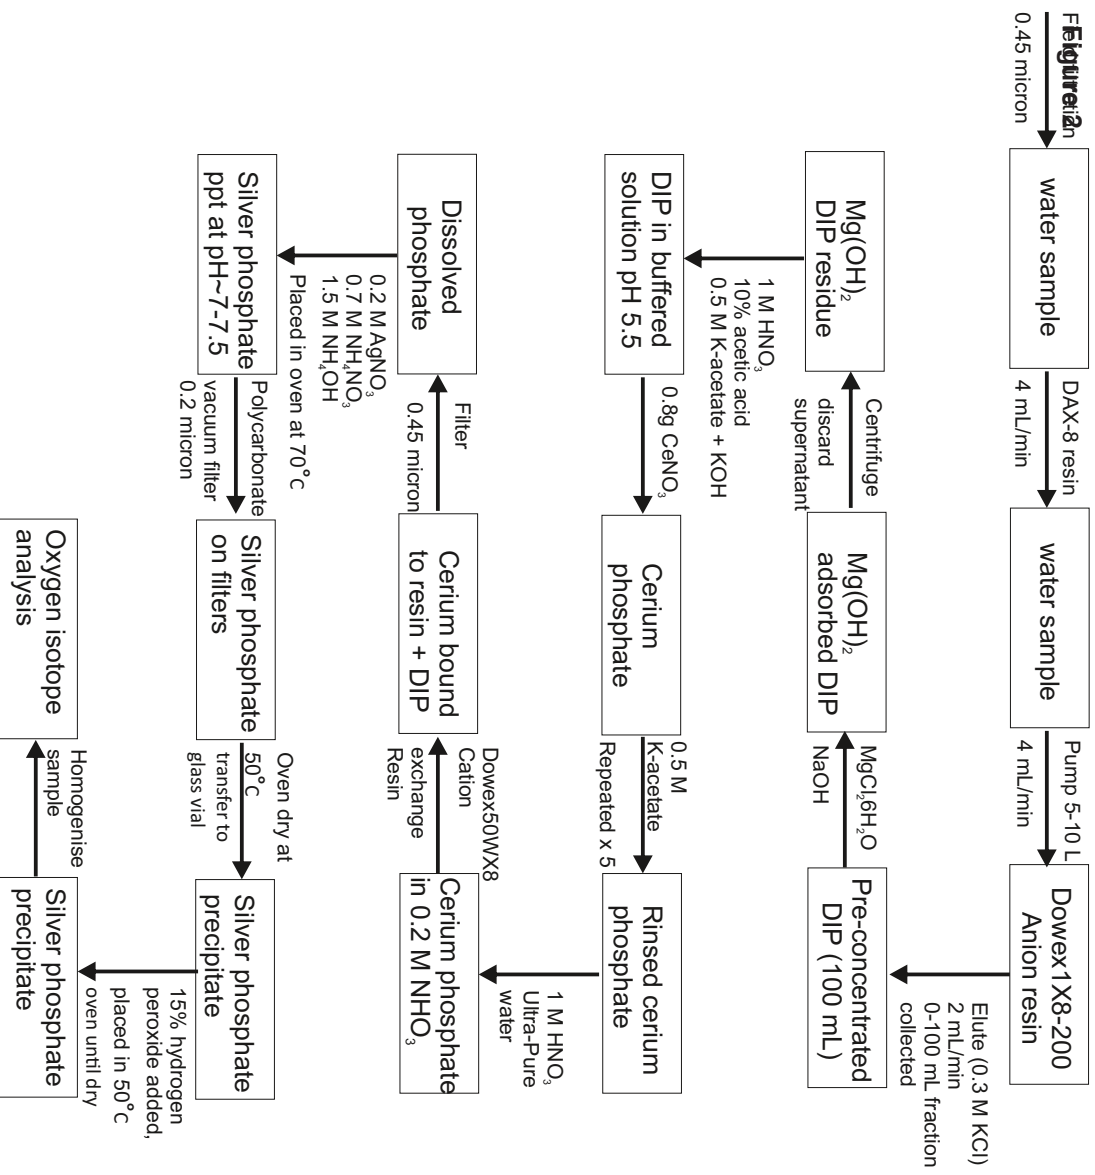 Figure 2
Field filtration
0.45 micron
water sample
DAX-8 resin
4 mL/min
water sample
Pump 5-10 L
4 mL/min
Dowex1X8-200
Anion resin
Elute (0.3 M KCl)
2 mL/min
0-100 mL fraction
collected
Pre-concentrated
DIP (100 mL)
MgCl₂6H₂O
NaOH
Mg(OH)₂
adsorbed DIP
Centrifuge
discard
supernatant
Mg(OH)₂
DIP residue
1 M HNO₃
10% acetic acid
0.5 M K-acetate + KOH
DIP in buffered
solution pH 5.5
0.8g CeNO₃
Cerium
phosphate
0.5 M
K-acetate
Repeated x 5
Rinsed cerium
phosphate
1 M HNO₃
Ultra-Pure
water
Cerium phosphate
in 0.2 M NHO₃
Dowex50WX8
Cation
exchange
Resin
Cerium bound
to resin + DIP
Filter
0.45 micron
Dissolved
phosphate
0.2 M AgNO₃
0.7 M NH₄NO₃
1.5 M NH₄OH
Placed in oven at 70°c
Silver phosphate
ppt at pH~7-7.5
Polycarbonate
vacuum filter
0.2 micron
Silver phosphate
on filters
Oven dry at
50°c
transfer to
glass vial
Silver phosphate
precipitate
15% hydrogen
peroxide added,
placed in 50°c
oven until dry
Silver phosphate
precipitate
Homogenise
sample
Oxygen isotope
analysis